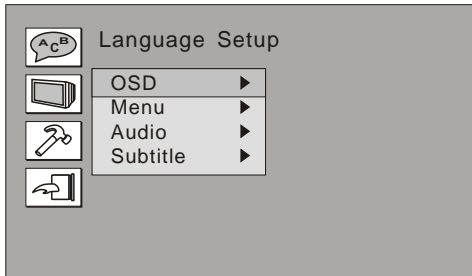 A C B
Language Setup
OSD
Menu
Audio
Subtitle